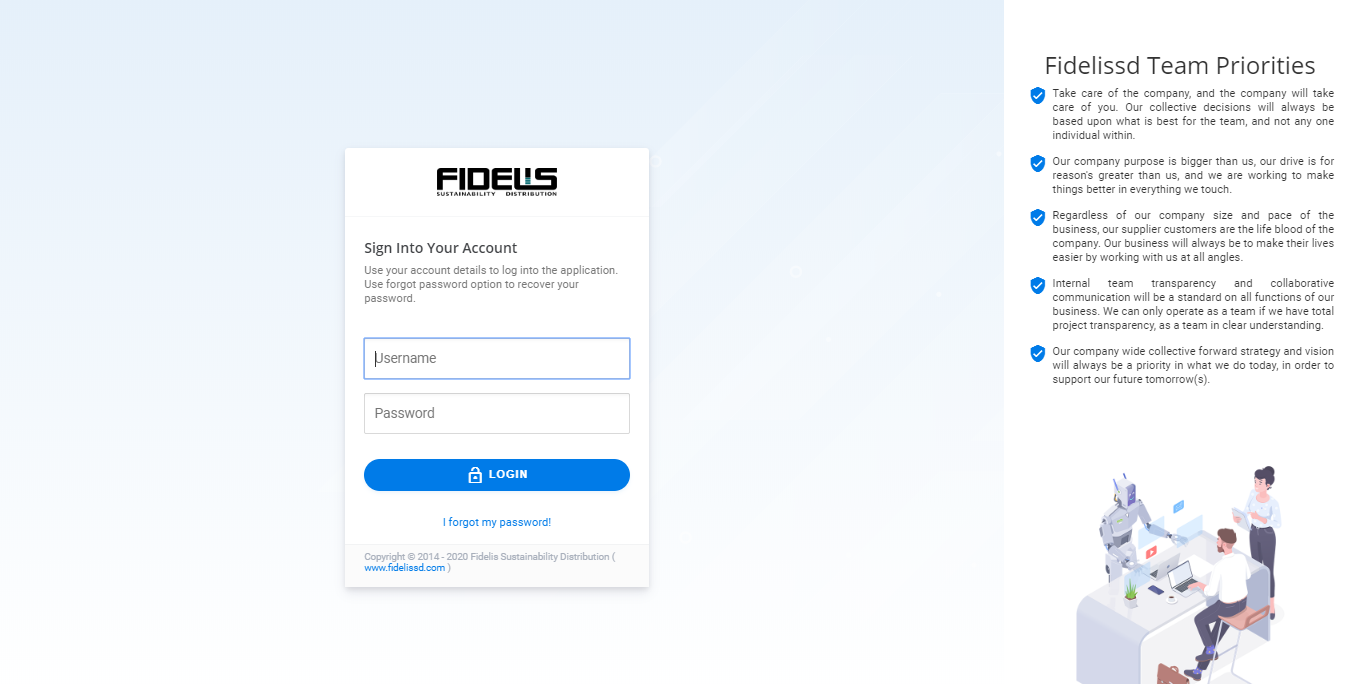 FIDELIS
SUSTAINABILITY DISTRIBUTION
Sign Into Your Account
Use your account details to log into the application.
Use forgot password option to recover your
password.
Username
Password
LOGIN
I forgot my password!
Copyright © 2014 - 2020 Fidelis Sustainability Distribution (
www.fidelissd.com )
Fidelissd Team Priorities
Take care of the company, and the company will take
care of you. Our collective decisions will always be
based upon what is best for the team, and not any one
individual within.
Our company purpose is bigger than us, our drive is for
reason's greater than us, and we are working to make
things better in everything we touch.
Regardless of our company size and pace of the
business, our supplier customers are the life blood of the
company. Our business will always be to make their lives
easier by working with us at all angles.
Internal team transparency and collaborative
communication will be a standard on all functions of our
business. We can only operate as a team if we have total
project transparency, as a team in clear understanding.
Our company wide collective forward strategy and vision
will always be a priority in what we do today, in order to
support our future tomorrow(s).